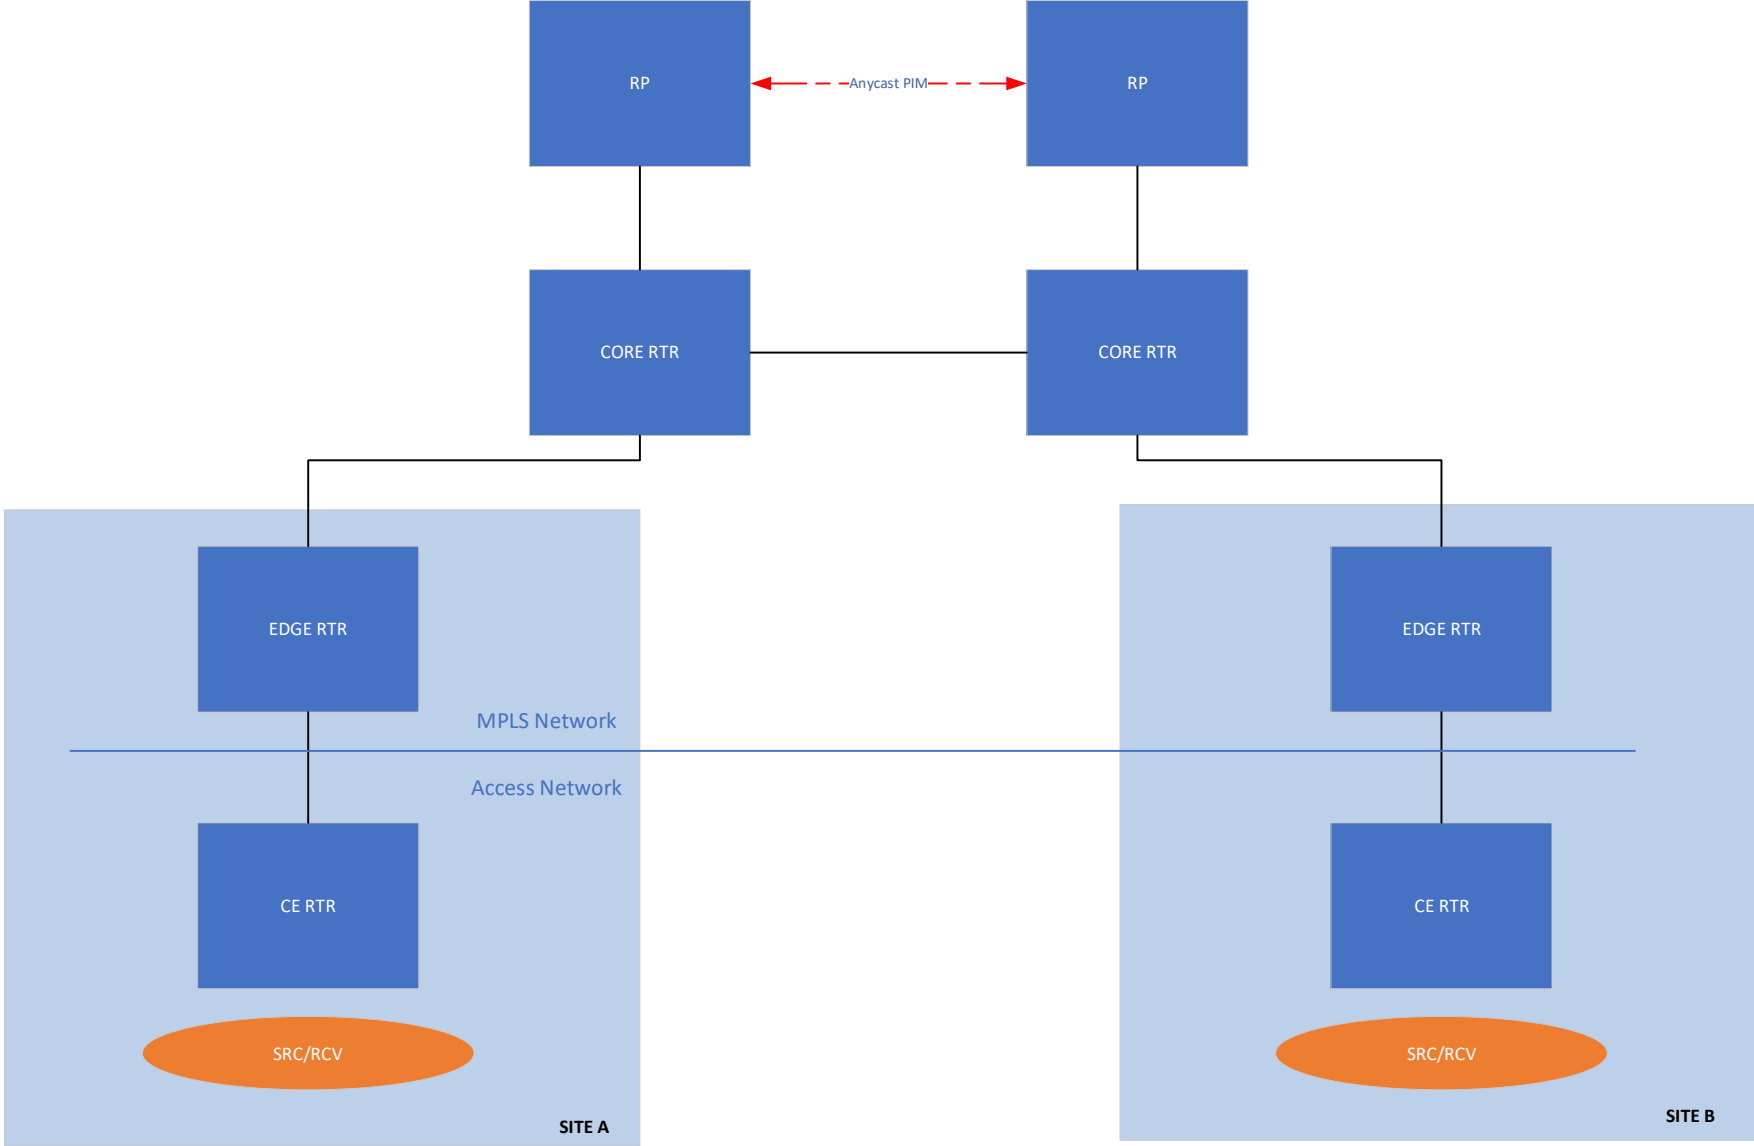 RP
Anycast PIM
RP
CORE RTR
CORE RTR
EDGE RTR
EDGE RTR
MPLS Network
Access Network
CE RTR
CE RTR
SRC/RCV
SRC/RCV
SITE A
SITE B